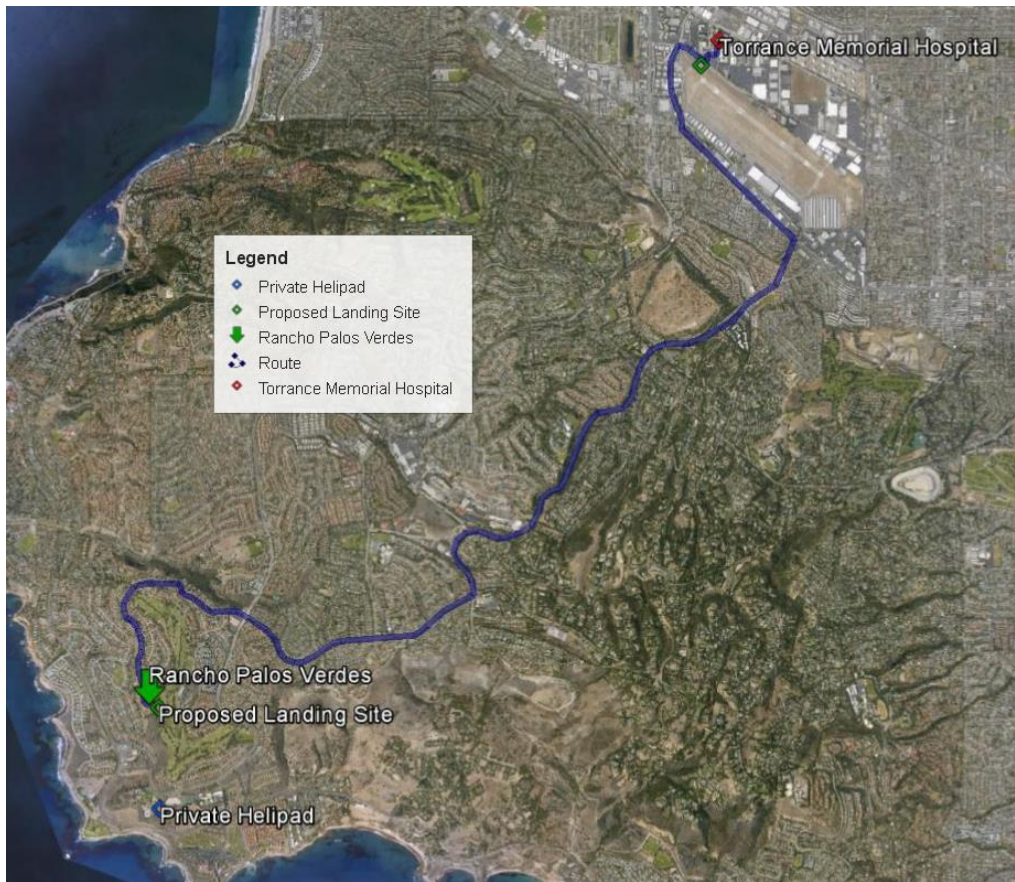 Torrance Memorial Hospital
Legend
Private Helipad
Proposed Landing Site
Rancho Palos Verdes
Route
Torrance Memorial Hospital
Rancho Palos Verdes
Proposed Landing Site
Private Helipad